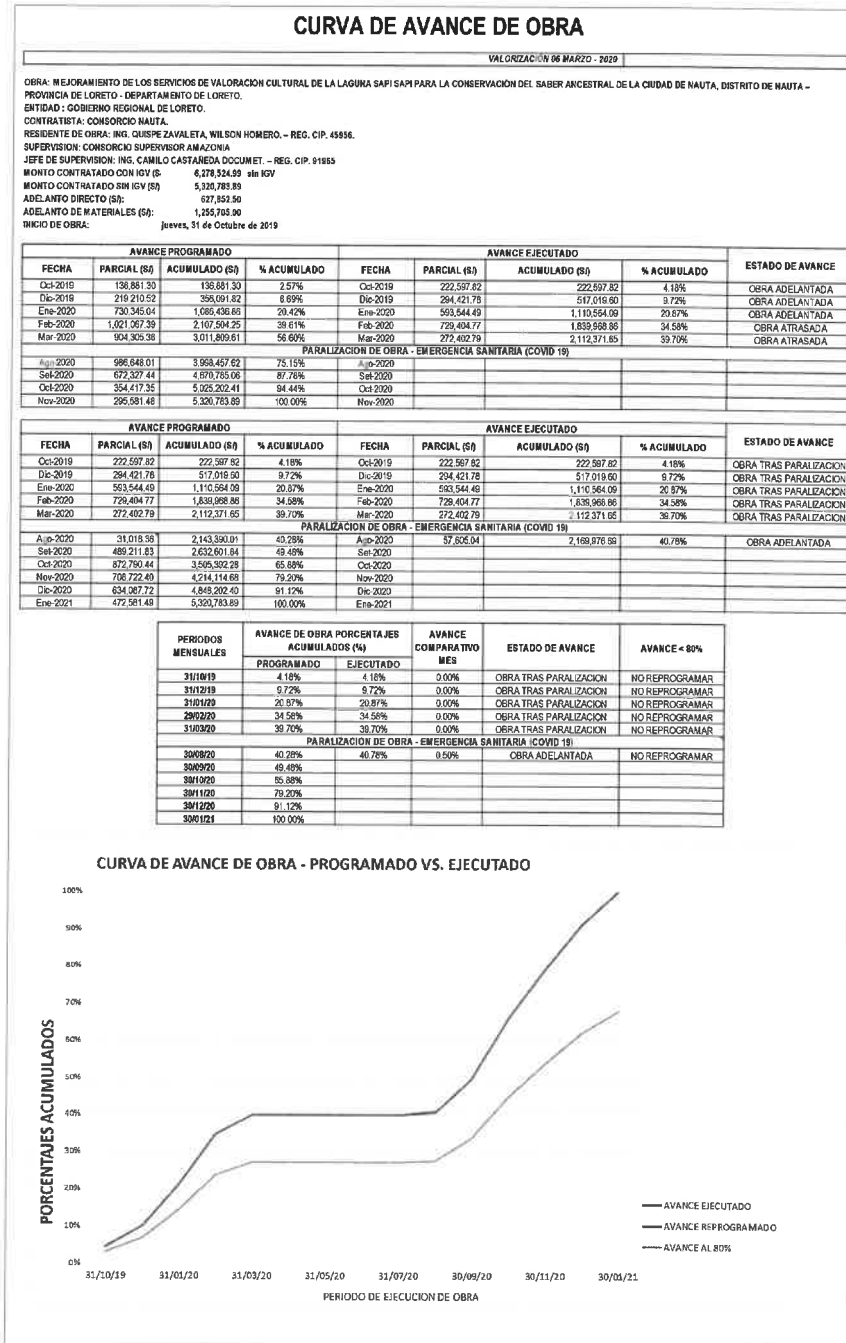 CURVA DE AVANCE DE OBRA
VALORIZACIÓN 06 MARZO - 2020
OBRA: MEJORAMIENTO DE LOS SERVICIOS DE VALORACION CULTURAL DE LA LAGUNA SAPI SAPI PARA LA CONSERVACIÓN DEL SABER ANCESTRAL DE LA CIUDAD DE NAUTA, DISTRITO DE NAUTA –
PROVINCIA DE LORETO - DEPARTAMENTO DE LORETO.
ENTIDAD : GOBIERNO REGIONAL DE LORETO.
CONTRATISTA: CONSORCIO NAUTA.
RESIDENTE DE OBRA: ING. QUISPE ZAVALETA, WILSON HOMERO. – REG. CIP. 45956.
SUPERVISION: CONSORCIO SUPERVISOR AMAZONIA
JEFE DE SUPERVISION: ING. CAMILO CASTAÑEDA DOCUMET. – REG. CIP. 91955
MONTO CONTRATADO CON IGV (S/ 6,278,524.99 sin IGV
MONTO CONTRATADO SIN IGV (S/) 5,320,783.89
ADELANTO DIRECTO (S/): 627,852.50
ADELANTO DE MATERIALES (S/): 1,255,705.00
INICIO DE OBRA: jueves, 31 de Octubre de 2019
AVANCE PROGRAMADO AVANCE EJECUTADO ESTADO DE AVANCE
FECHA PARCIAL (S/) ACUMULADO (S/) % ACUMULADO FECHA PARCIAL (S/) ACUMULADO (S/) % ACUMULADO
Oct-2019 136,881.30 136,881.30 2.57% Oct-2019 222,597.82 222,597.82 4.18% OBRA ADELANTADA
Dic-2019 219,210.52 356,091.82 6.69% Dic-2019 294,421.78 517,019.60 9.72% OBRA ADELANTADA
Ene-2020 730,345.04 1,086,436.86 20.42% Ene-2020 593,544.49 1,110,564.09 20.87% OBRA ADELANTADA
Feb-2020 1,021,067.39 2,107,504.25 39.61% Feb-2020 729,404.77 1,839,968.86 34.58% OBRA ATRASADA
Mar-2020 904,305.36 3,011,809.61 56.60% Mar-2020 272,402.79 2,112,371.65 39.70% OBRA ATRASADA
PARALIZACION DE OBRA - EMERGENCIA SANITARIA (COVID 19)
Ago-2020 986,648.01 3,998,457.62 75.15% Ago-2020
Set-2020 672,327.44 4,670,785.06 87.78% Set-2020
Oct-2020 354,417.35 5,025,202.41 94.44% Oct-2020
Nov-2020 295,581.48 5,320,783.89 100.00% Nov-2020
AVANCE PROGRAMADO AVANCE EJECUTADO ESTADO DE AVANCE
FECHA PARCIAL (S/) ACUMULADO (S/) % ACUMULADO FECHA PARCIAL (S/) ACUMULADO (S/) % ACUMULADO
Oct-2019 222,597.82 222,597.82 4.18% Oct-2019 222,597.82 222,597.82 4.18% OBRA TRAS PARALIZACION
Dic-2019 294,421.78 517,019.60 9.72% Dic-2019 294,421.78 517,019.60 9.72% OBRA TRAS PARALIZACION
Ene-2020 593,544.49 1,110,564.09 20.87% Ene-2020 593,544.49 1,110,564.09 20.87% OBRA TRAS PARALIZACION
Feb-2020 729,404.77 1,839,968.86 34.58% Feb-2020 729,404.77 1,839,968.86 34.58% OBRA TRAS PARALIZACION
Mar-2020 272,402.79 2,112,371.65 39.70% Mar-2020 272,402.79 2,112,371.65 39.70% OBRA TRAS PARALIZACION
PARALIZACION DE OBRA - EMERGENCIA SANITARIA (COVID 19)
Ago-2020 31,018.36 2,143,390.01 40.28% Ago-2020 57,605.04 2,169,976.69 40.78% OBRA ADELANTADA
Set-2020 489,211.83 2,632,601.84 49.48% Set-2020
Oct-2020 872,790.44 3,505,392.28 65.88% Oct-2020
Nov-2020 708,722.40 4,214,114.68 79.20% Nov-2020
Dic-2020 634,087.72 4,848,202.40 91.12% Dic-2020
Ene-2021 472,581.49 5,320,783.89 100.00% Ene-2021
PERIODOS MENSUALES AVANCE DE OBRA PORCENTAJES ACUMULADOS (%) AVANCE COMPARATIVO MES ESTADO DE AVANCE AVANCE < 80%
PROGRAMADO EJECUTADO
31/10/19 4.18% 4.18% 0.00% OBRA TRAS PARALIZACION NO REPROGRAMAR
31/12/19 9.72% 9.72% 0.00% OBRA TRAS PARALIZACION NO REPROGRAMAR
31/01/20 20.87% 20.87% 0.00% OBRA TRAS PARALIZACION NO REPROGRAMAR
29/02/20 34.58% 34.58% 0.00% OBRA TRAS PARALIZACION NO REPROGRAMAR
31/03/20 39.70% 39.70% 0.00% OBRA TRAS PARALIZACION NO REPROGRAMAR
PARALIZACION DE OBRA - EMERGENCIA SANITARIA (COVID 19)
30/08/20 40.28% 40.78% 0.50% OBRA ADELANTADA NO REPROGRAMAR
30/09/20 49.48%
30/10/20 65.88%
30/11/20 79.20%
30/12/20 91.12%
30/01/21 100.00%
CURVA DE AVANCE DE OBRA - PROGRAMADO VS. EJECUTADO
100%
90%
80%
70%
60%
50%
40%
30%
20%
10%
0%
PORCENTAJES ACUMULADOS
31/10/19 31/01/20 31/03/20 31/05/20 31/07/20 30/09/20 30/11/20 30/01/21
PERIODO DE EJECUCION DE OBRA
AVANCE EJECUTADO
AVANCE REPROGRAMADO
AVANCE AL 80%